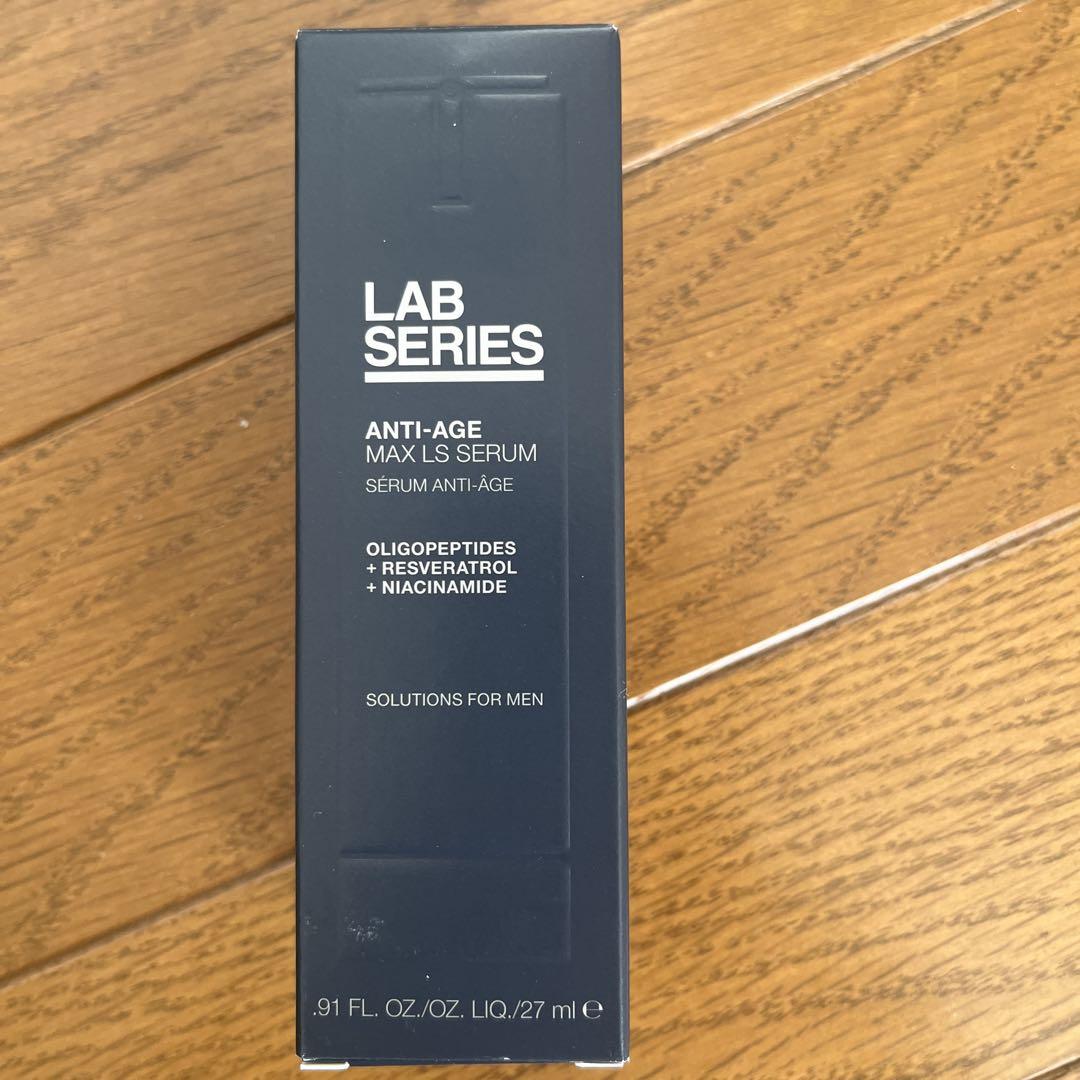 LAB
SERIES
ANTI-AGE
MAX LS SERUM
SÉRUM ANTI-ÂGE
OLIGOPEPTIDES
+ RESVERATROL
+ NIACINAMIDE
SOLUTIONS FOR MEN
.91 FL. OZ./OZ. LIQ./27 ml ℮